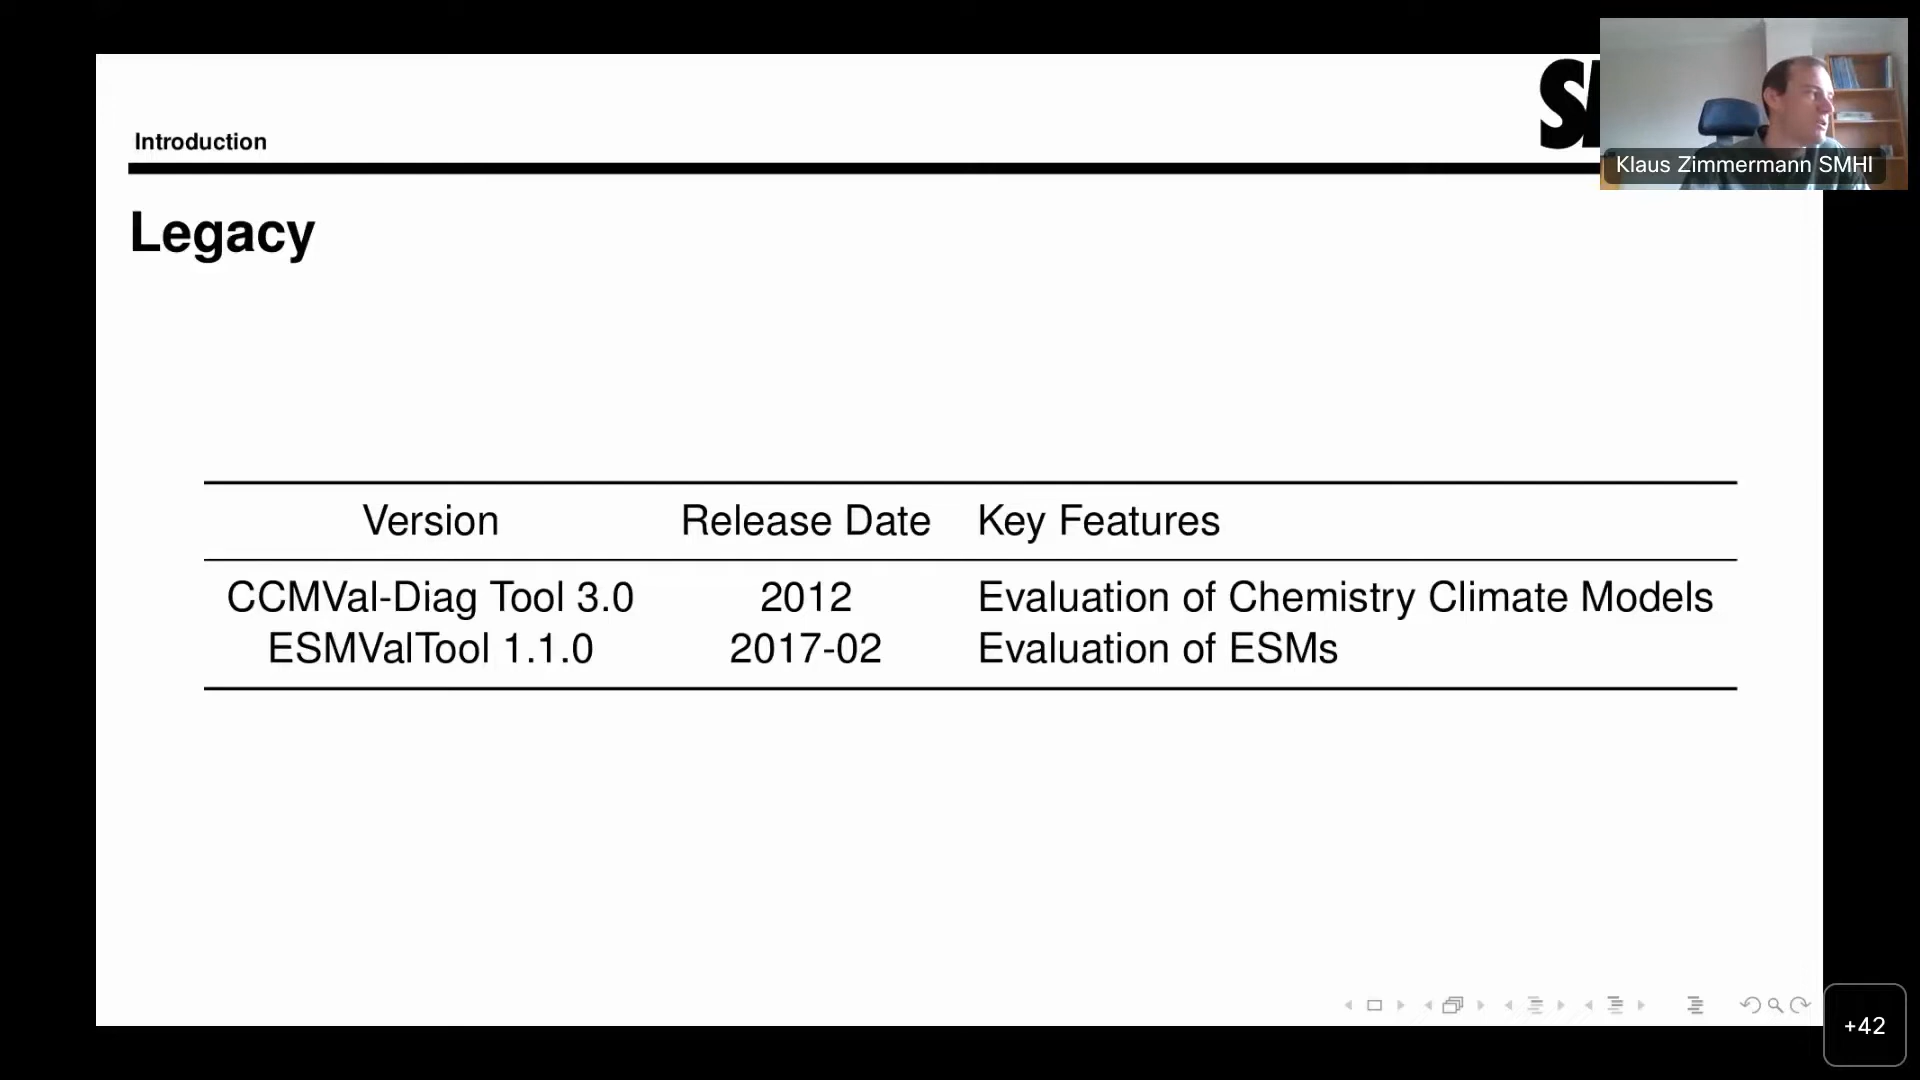 Introduction
Klaus Zimmermann SMHI
Legacy
Version Release Date Key Features
CCMVal-Diag Tool 3.0 2012 Evaluation of Chemistry Climate Models
ESMValTool 1.1.0 2017-02 Evaluation of ESMs
+42